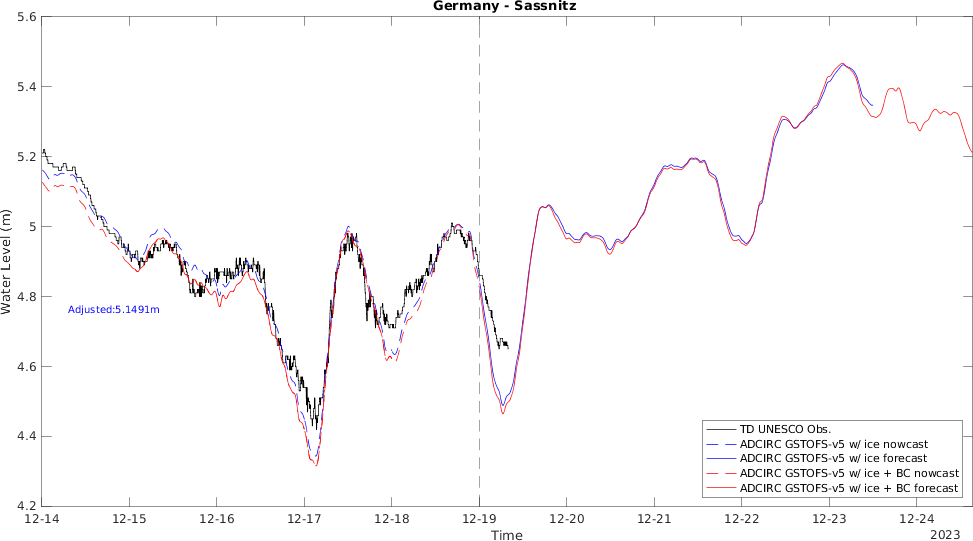 Germany - Sassnitz
5.6
5.4
5.2
5
4.8
4.6
4.4
4.2
Water Level (m)
Adjusted:5.1491m
TD UNESCO Obs.
ADCIRC GSTOFS-v5 w/ ice nowcast
ADCIRC GSTOFS-v5 w/ ice forecast
ADCIRC GSTOFS-v5 w/ ice + BC nowcast
ADCIRC GSTOFS-v5 w/ ice + BC forecast
12-14 12-15 12-16 12-17 12-18 12-19 12-20 12-21 12-22 12-23 12-24
Time
2023